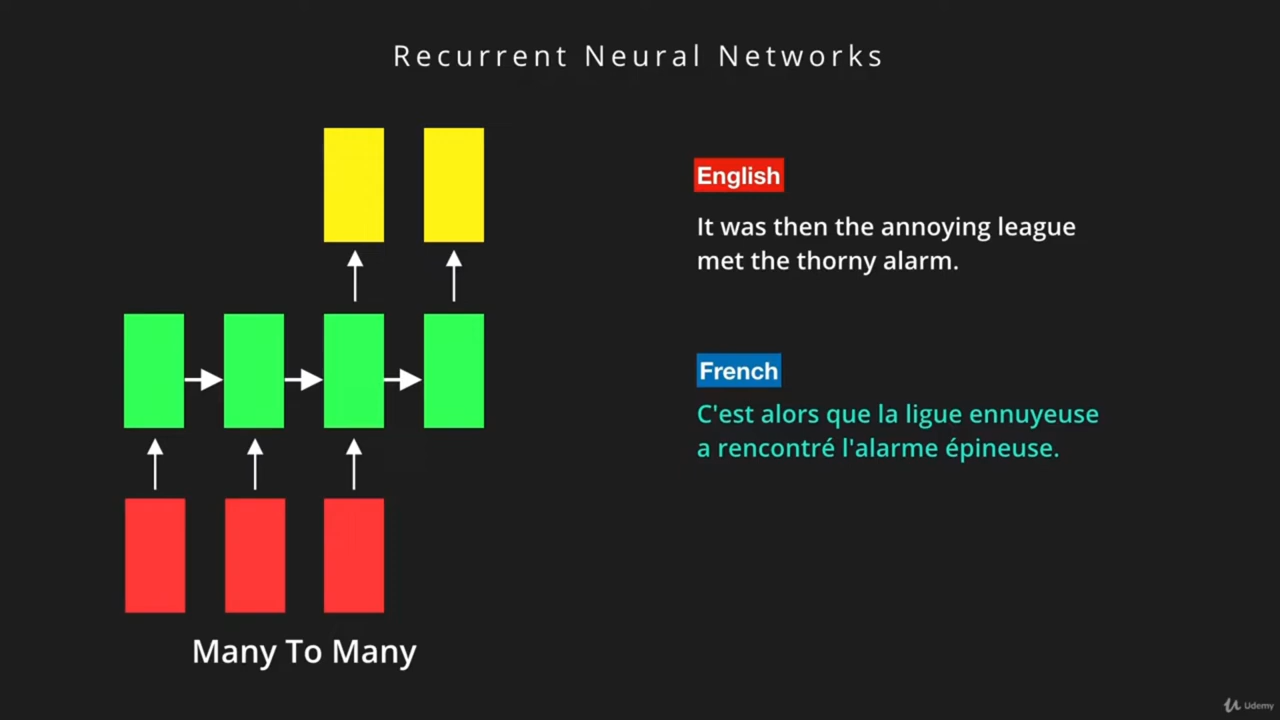 Recurrent Neural Networks
English
It was then the annoying league
met the thorny alarm.
French
C'est alors que la ligue ennuyeuse
a rencontré l'alarme épineuse.
Many To Many
Udemy